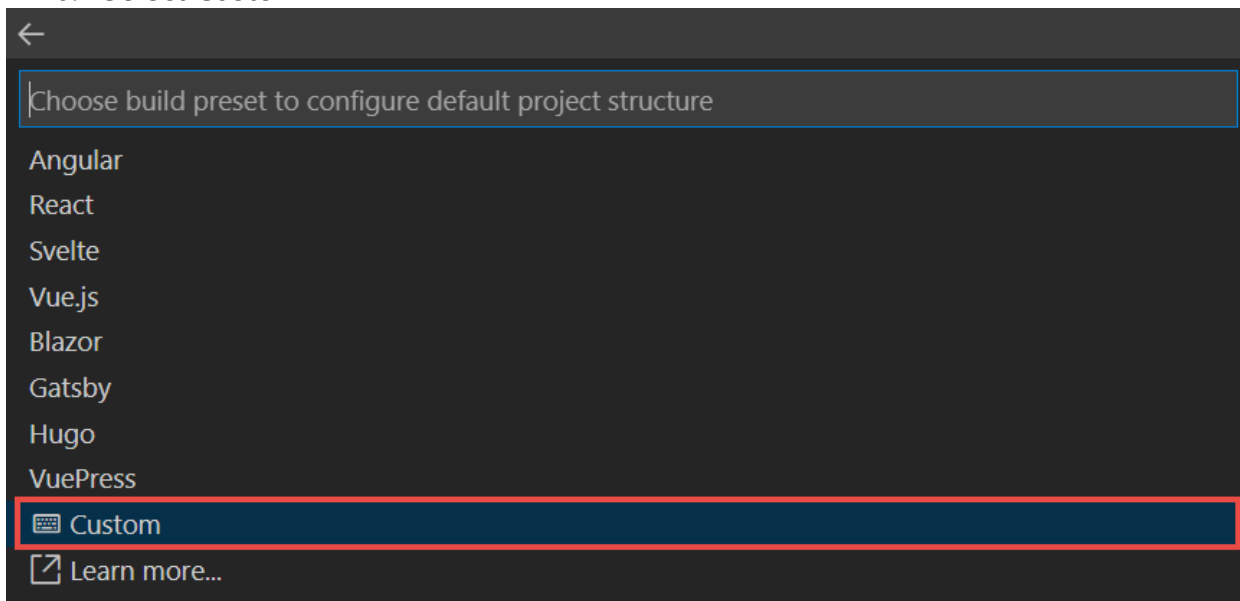 Choose build preset to configure default project structure
Angular
React
Svelte
Vue.js
Blazor
Gatsby
Hugo
VuePress
Custom
Learn more...